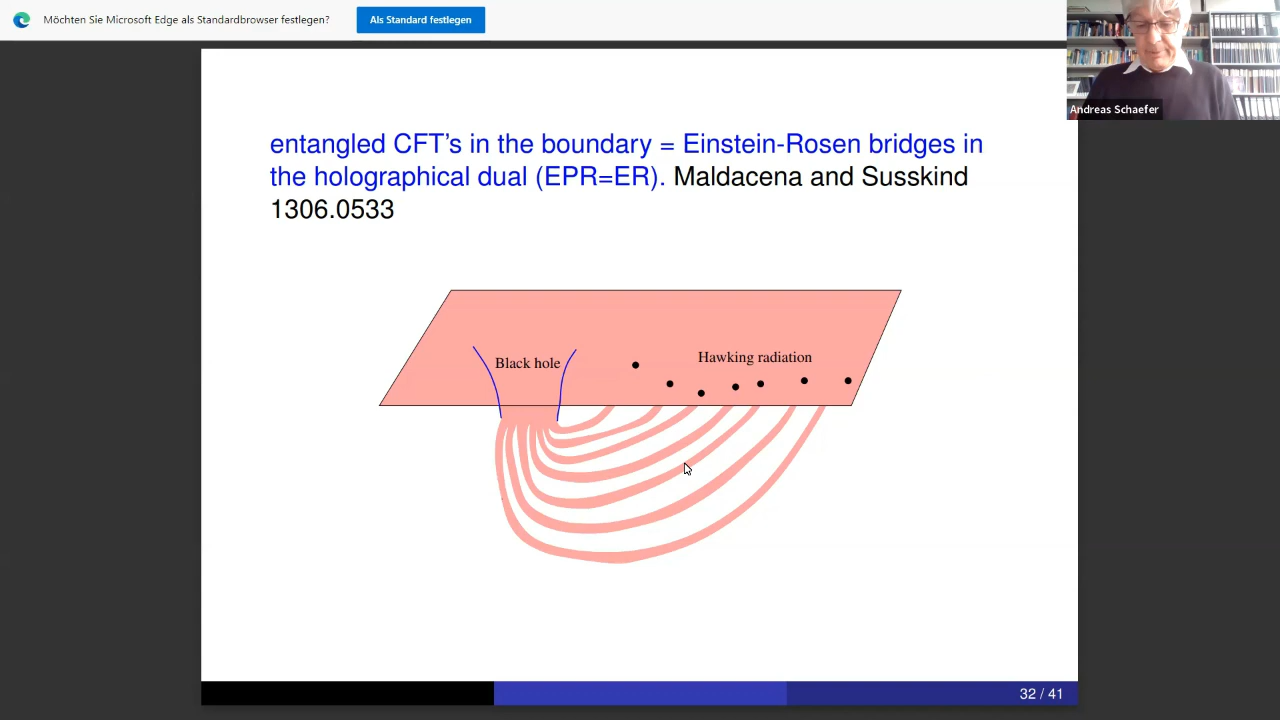 Möchten Sie Microsoft Edge als Standardbrowser festlegen?
Als Standard festlegen
Andreas Schaefer
entangled CFT's in the boundary = Einstein-Rosen bridges in
the holographical dual (EPR=ER). Maldacena and Susskind
1306.0533
Black hole
Hawking radiation
32 / 41